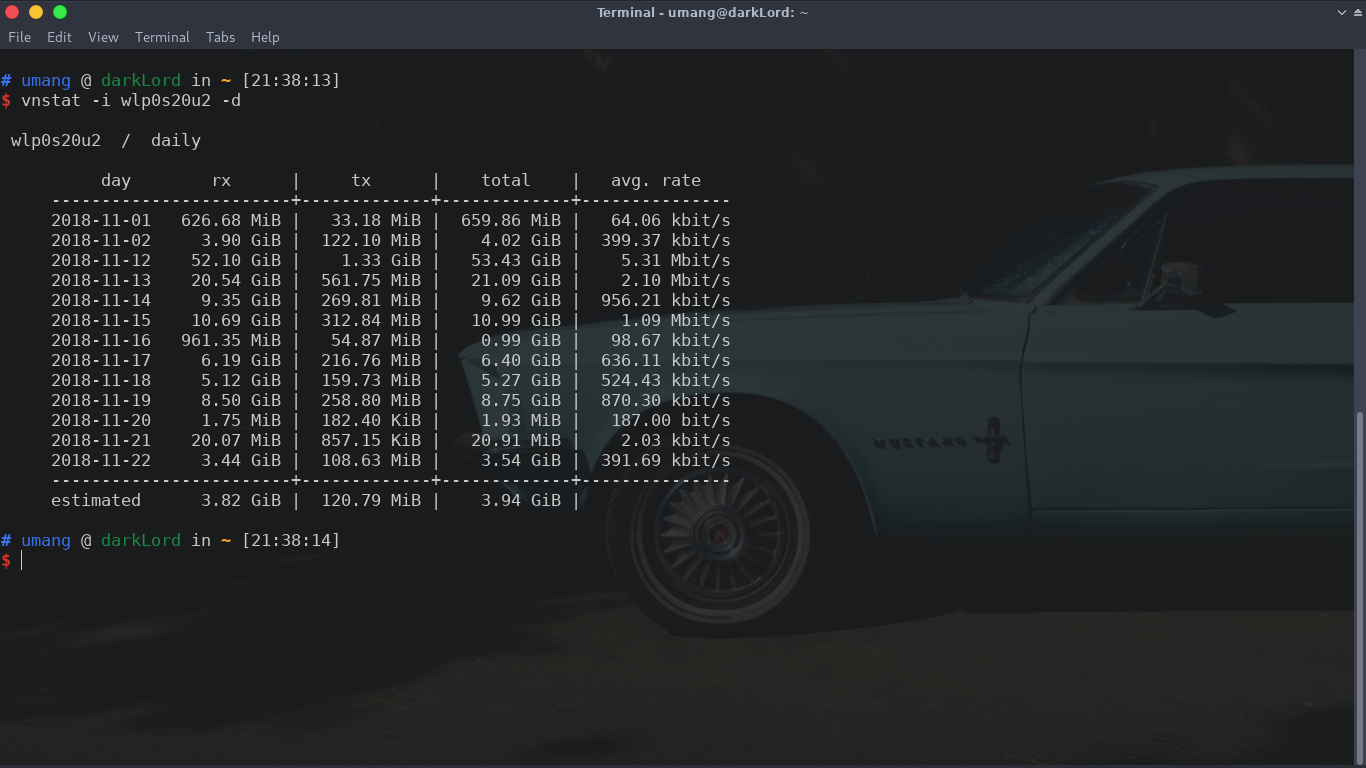 Terminal - umang@darkLord: ~
File Edit View Terminal Tabs Help
# umang @ darkLord in ~ [21:38:13]
$ vnstat -i wlp0s20u2 -d
wlp0s20u2 / daily
day rx | tx | total | avg. rate
------------------------+-------------+-------------+---------------
2018-11-01 626.68 MiB | 33.18 MiB | 659.86 MiB | 64.06 kbit/s
2018-11-02 3.90 GiB | 122.10 MiB | 4.02 GiB | 399.37 kbit/s
2018-11-12 52.10 GiB | 1.33 GiB | 53.43 GiB | 5.31 Mbit/s
2018-11-13 20.54 GiB | 561.75 MiB | 21.09 GiB | 2.10 Mbit/s
2018-11-14 9.35 GiB | 269.81 MiB | 9.62 GiB | 956.21 kbit/s
2018-11-15 10.69 GiB | 312.84 MiB | 10.99 GiB | 1.09 Mbit/s
2018-11-16 961.35 MiB | 54.87 MiB | 0.99 GiB | 98.67 kbit/s
2018-11-17 6.19 GiB | 216.76 MiB | 6.40 GiB | 636.11 kbit/s
2018-11-18 5.12 GiB | 159.73 MiB | 5.27 GiB | 524.43 kbit/s
2018-11-19 8.50 GiB | 258.80 MiB | 8.75 GiB | 870.30 kbit/s
2018-11-20 1.75 MiB | 182.40 KiB | 1.93 MiB | 187.00 bit/s
2018-11-21 20.07 MiB | 857.15 KiB | 20.91 MiB | 2.03 kbit/s
2018-11-22 3.44 GiB | 108.63 MiB | 3.54 GiB | 391.69 kbit/s
------------------------+-------------+-------------+---------------
estimated 3.82 GiB | 120.79 MiB | 3.94 GiB |
# umang @ darkLord in ~ [21:38:14]
$
MUSTANG